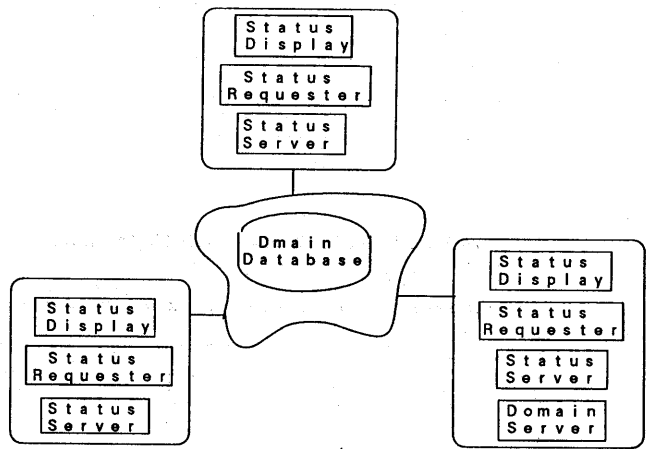 Status
Display
Status
Requester
Status
Server
Dmain
Database
Status
Display
Status
Requester
Status
Server
Status
Display
Status
Requester
Status
Server
Domain
Server